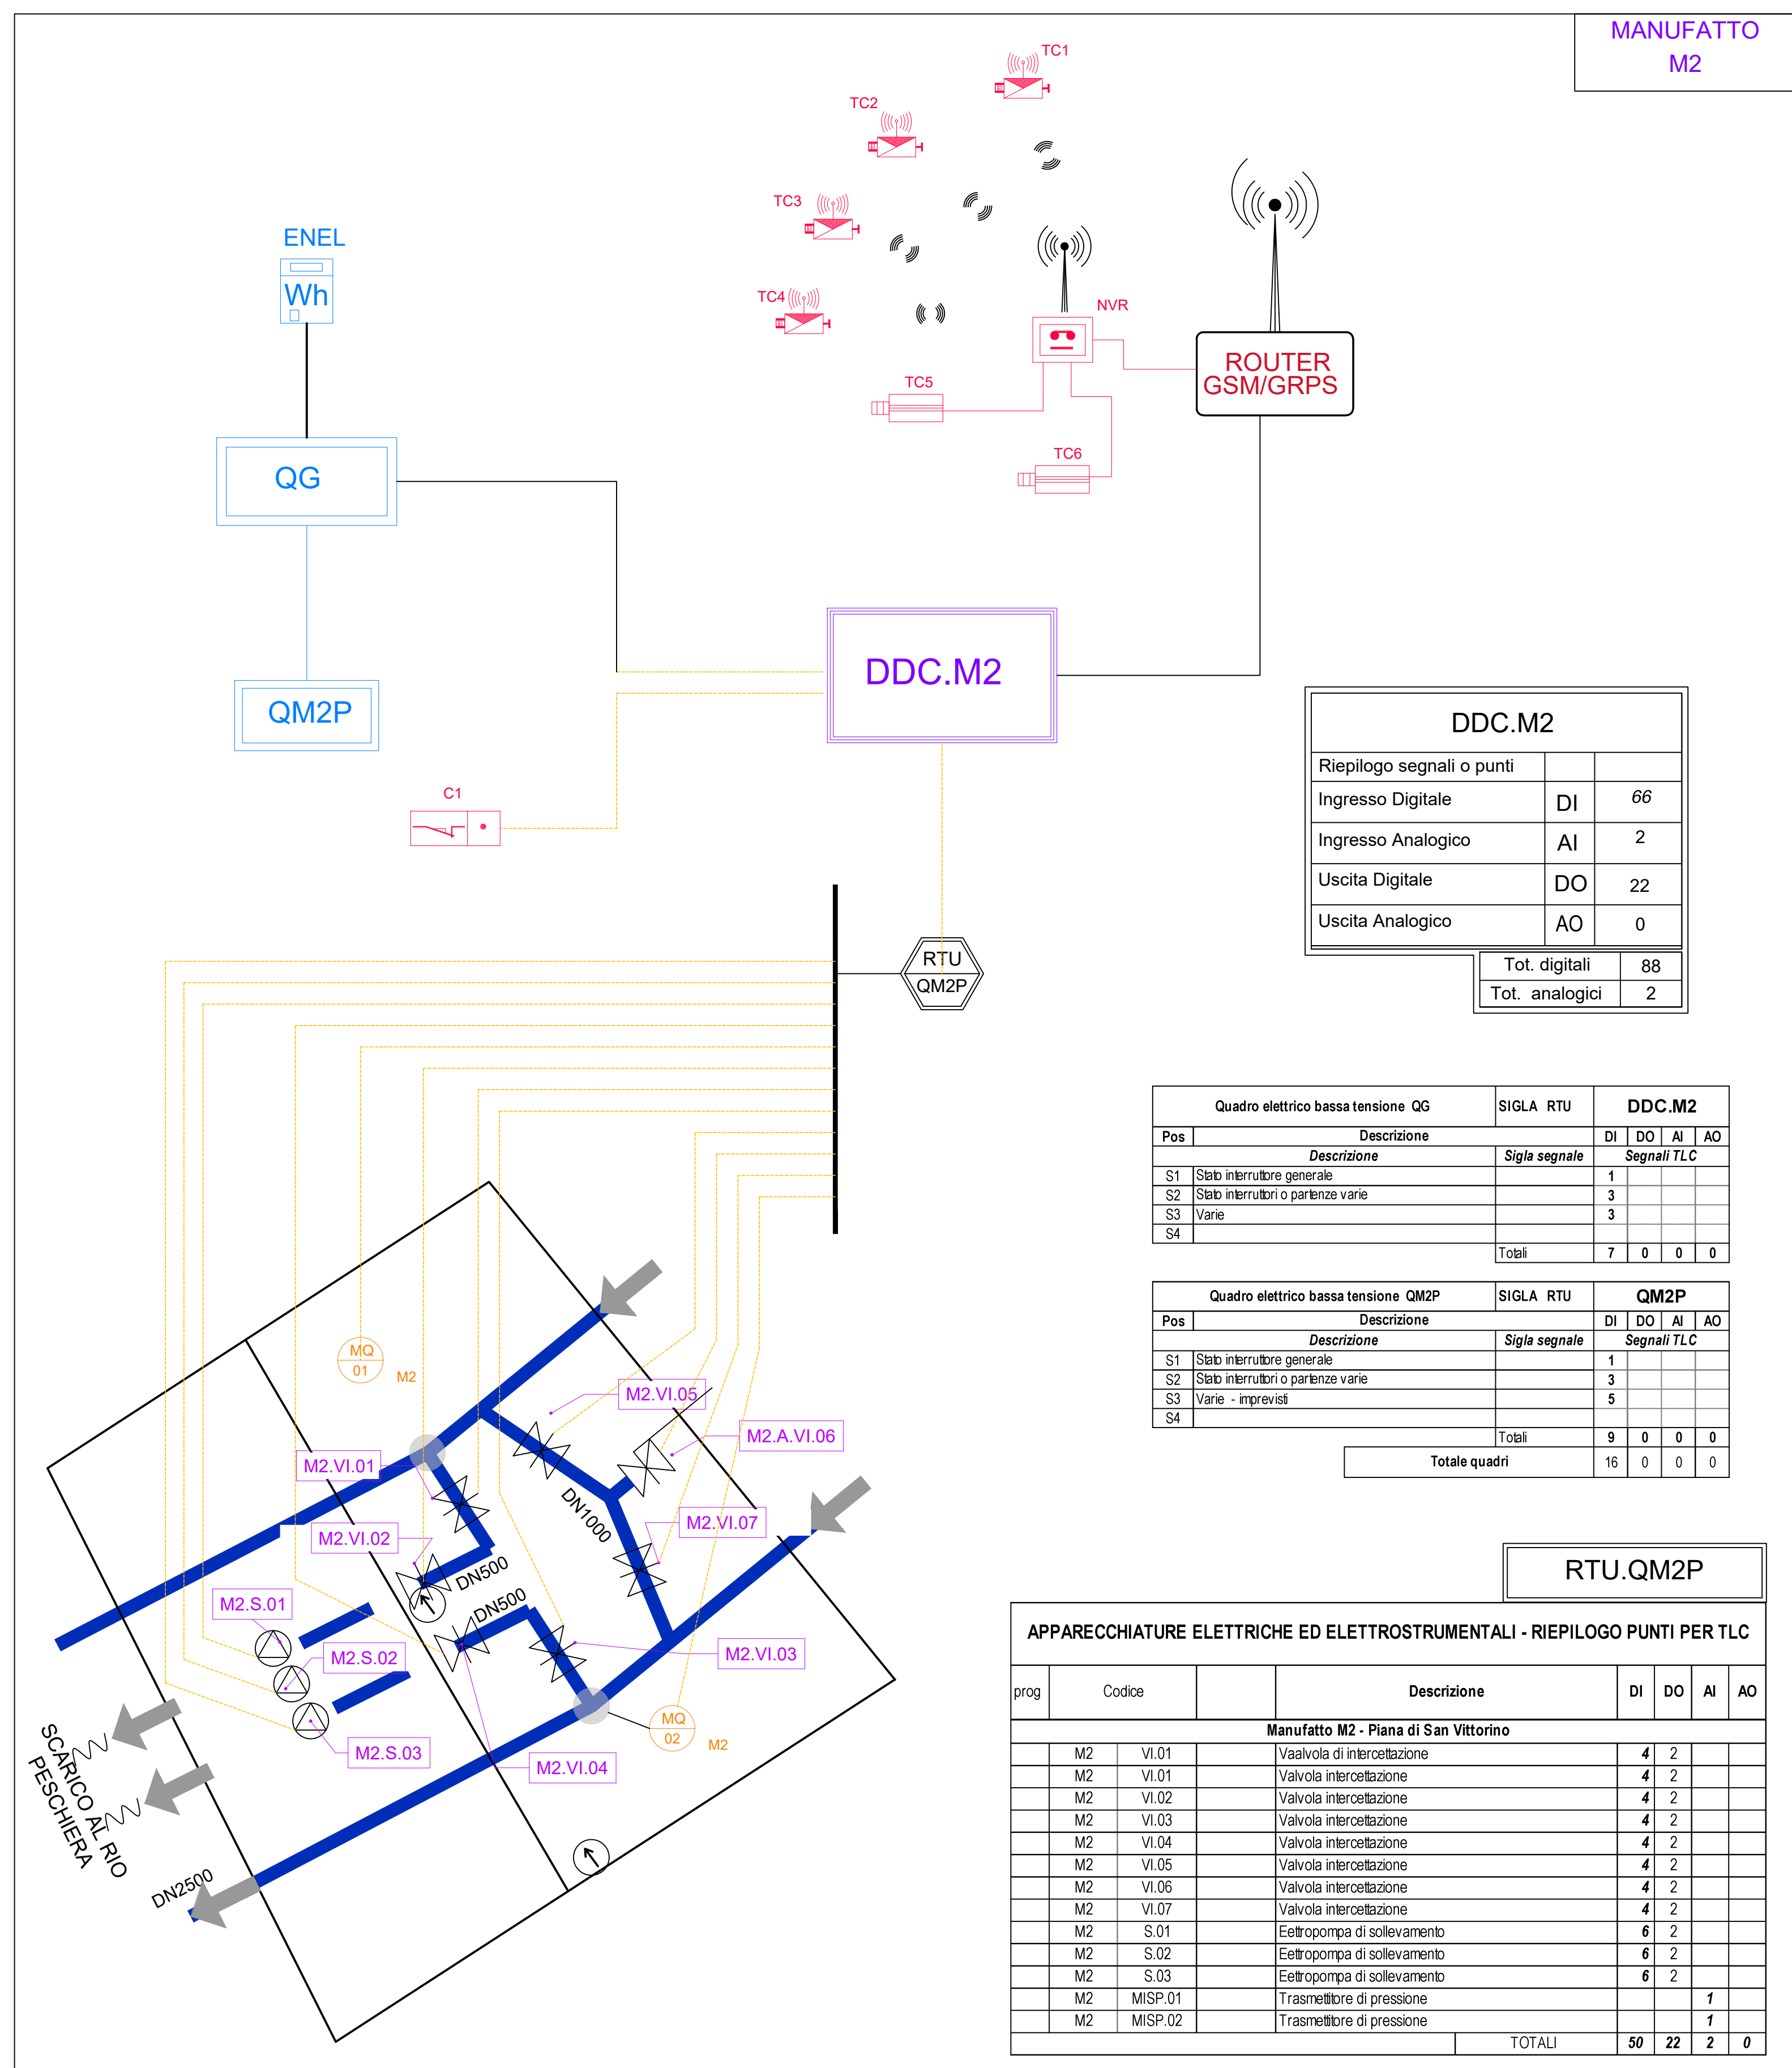 MANUFATTO
M2
TC1
TC2
TC3
TC4
ENEL
Wh
NVR
ROUTER
GSM/GRPS
TC5
TC6
QG
QM2P
DDC.M2
C1
RTU
QM2P
DDC.M2
Riepilogo segnali o punti
Ingresso Digitale DI 66
Ingresso Analogico AI 2
Uscita Digitale DO 22
Uscita Analogico AO 0
Tot. digitali 88
Tot. analogici 2
Quadro elettrico bassa tensione QG SIGLA RTU DDC.M2
Pos Descrizione DI DO AI AO
Descrizione Sigla segnale Segnali TLC
S1 Stato interruttore generale 1
S2 Stato interruttori o partenze varie 3
S3 Varie 3
S4
Totali 7 0 0 0
Quadro elettrico bassa tensione QM2P SIGLA RTU QM2P
Pos Descrizione DI DO AI AO
Descrizione Sigla segnale Segnali TLC
S1 Stato interruttore generale 1
S2 Stato interruttori o partenze varie 3
S3 Varie - imprevisti 5
S4
Totali 9 0 0 0
Totale quadri 16 0 0 0
MQ
01
M2
M2.VI.05
M2.A.VI.06
M2.VI.01
M2.VI.07
M2.VI.02
DN1000
DN500
DN500
M2.S.01
M2.S.02
M2.VI.03
M2.S.03
M2.VI.04
MQ
02
M2
SCARICO AL RIO
PESCHIERA
DN2500
RTU.QM2P
APPARECCHIATURE ELETTRICHE ED ELETTROSTRUMENTALI - RIEPILOGO PUNTI PER TLC
prog Codice Descrizione DI DO AI AO
Manufatto M2 - Piana di San Vittorino
M2 VI.01 Vaalvola di intercettazione 4 2
M2 VI.01 Valvola intercettazione 4 2
M2 VI.02 Valvola intercettazione 4 2
M2 VI.03 Valvola intercettazione 4 2
M2 VI.04 Valvola intercettazione 4 2
M2 VI.05 Valvola intercettazione 4 2
M2 VI.06 Valvola intercettazione 4 2
M2 VI.07 Valvola intercettazione 4 2
M2 S.01 Eettropompa di sollevamento 6 2
M2 S.02 Eettropompa di sollevamento 6 2
M2 S.03 Eettropompa di sollevamento 6 2
M2 MISP.01 Trasmettitore di pressione 1
M2 MISP.02 Trasmettitore di pressione 1
TOTALI 50 22 2 0